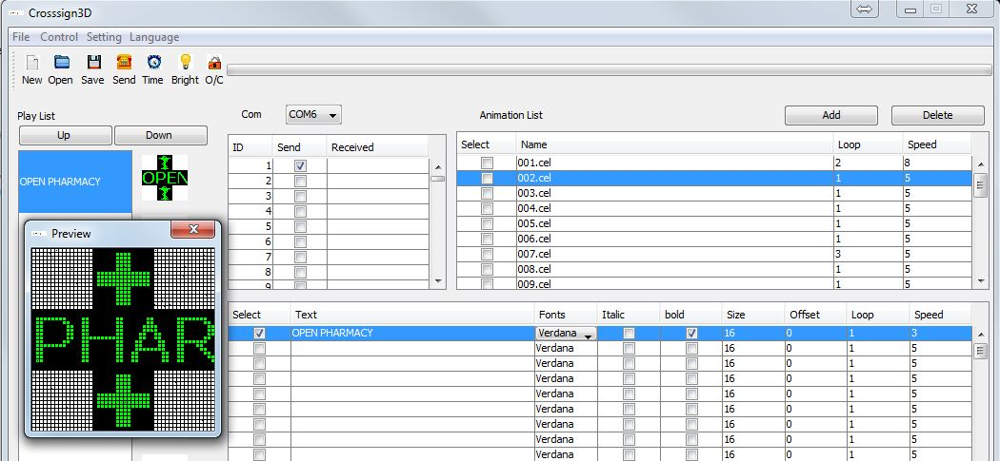 Crosssign3D
File Control Setting Language
New Open Save Send Time Bright O/C
Play List
Up Down
OPEN PHARMACY
OPEN
Com COM6
ID Send Received
1
2
3
4
5
6
7
8
9
Animation List Add Delete
Select Name Loop Speed
001.cel 2 8
002.cel 1 5
003.cel 1 5
004.cel 1 5
005.cel 1 5
006.cel 1 5
007.cel 3 5
008.cel 1 5
009.cel 1 5
Preview
PHAR
Select Text Fonts Italic bold Size Offset Loop Speed
OPEN PHARMACY Verdana 16 0 1 3
Verdana 16 0 1 5
Verdana 16 0 1 5
Verdana 16 0 1 5
Verdana 16 0 1 5
Verdana 16 0 1 5
Verdana 16 0 1 5
Verdana 16 0 1 5
Verdana 16 0 1 5